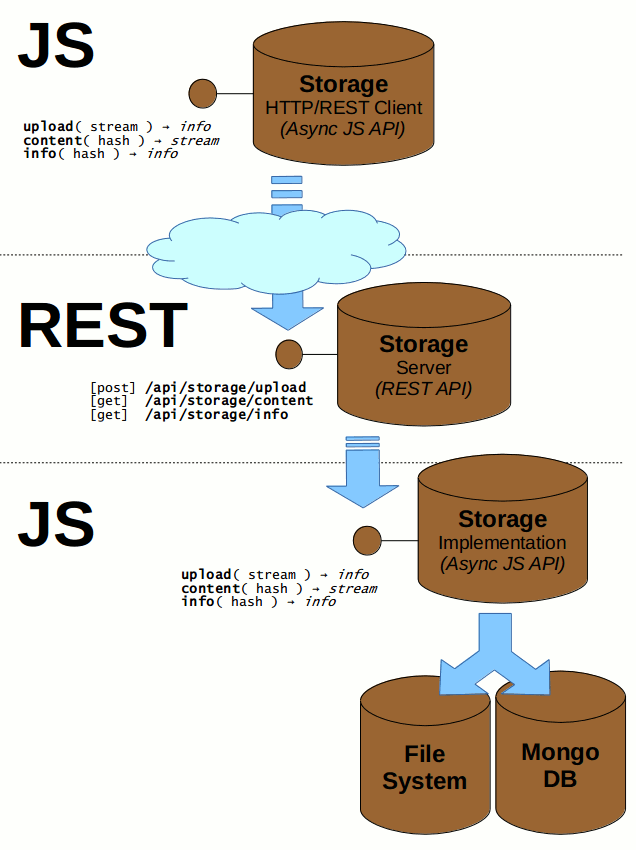 JS
Storage
HTTP/REST Client
(Async JS API)
upload( stream ) → info
content( hash ) → stream
info( hash ) → info
REST
Storage
Server
(REST API)
[post] /api/storage/upload
[get]  /api/storage/content
[get]  /api/storage/info
JS
Storage
Implementation
(Async JS API)
upload( stream ) → info
content( hash ) → stream
info( hash ) → info
File
System
Mongo
DB